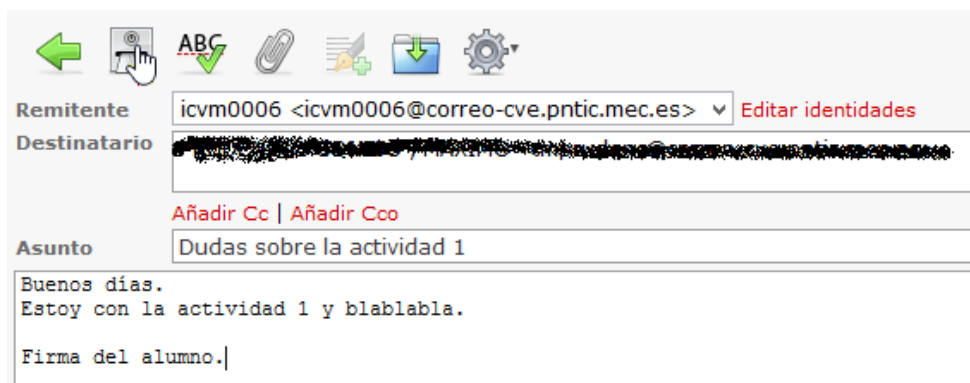 ABC
Remitente icvm0006 <icvm0006@correo-cve.pntic.mec.es> Editar identidades
Destinatario
Añadir Cc | Añadir Cco
Asunto Dudas sobre la actividad 1
Buenos días.
Estoy con la actividad 1 y blablabla.
Firma del alumno.